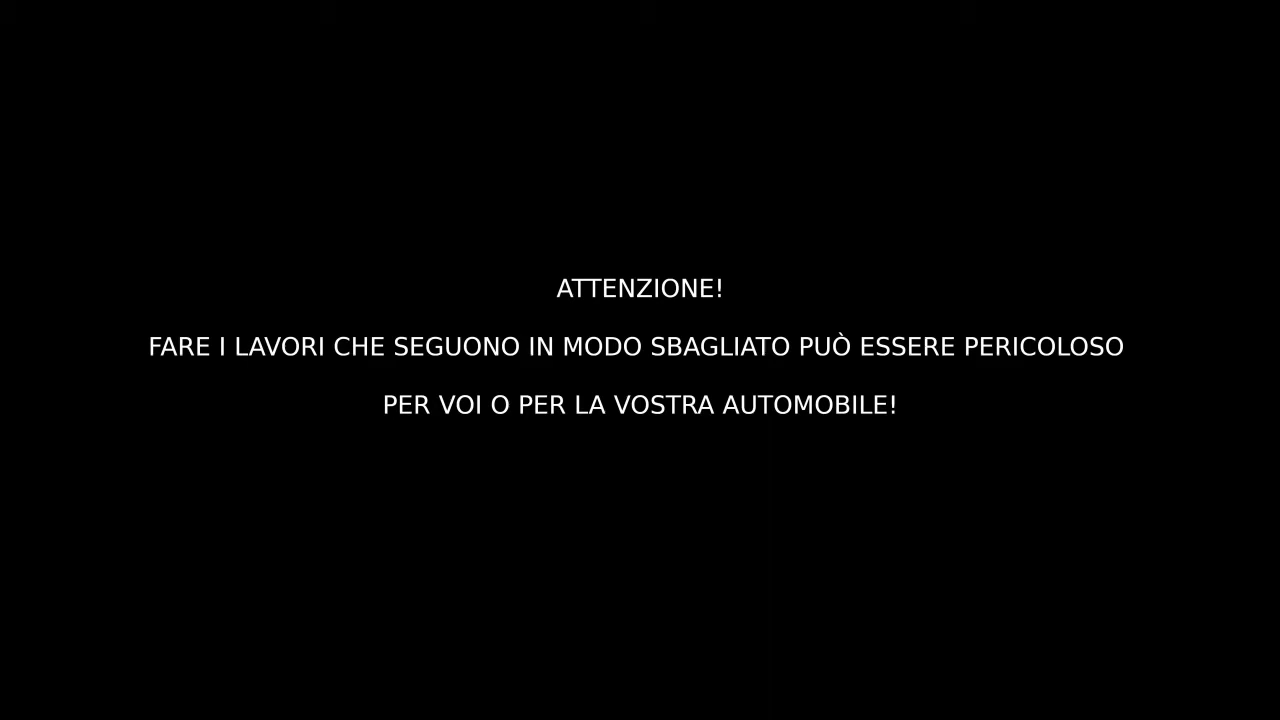 ATTENZIONE!
FARE I LAVORI CHE SEGUONO IN MODO SBAGLIATO PUÒ ESSERE PERICOLOSO
PER VOI O PER LA VOSTRA AUTOMOBILE!